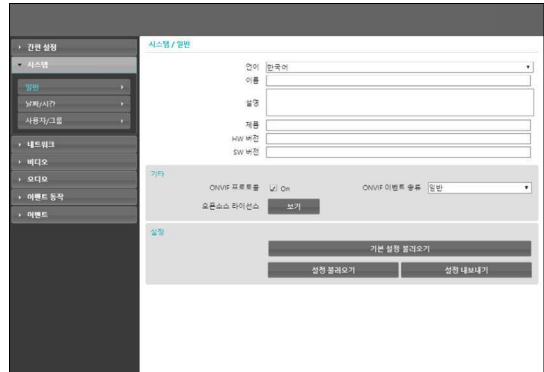 간편 설정
시스템
일반
날짜/시간
사용자/그룹
네트워크
비디오
오디오
이벤트 동작
이벤트
시스템 / 일반
언어 한국어
이름
설명
제품
HW 버전
SW 버전
기타
ONVIF 프로토콜 On ONVIF 이벤트 종류 일반
오픈소스 라이선스 보기
설정
기본 설정 불러오기
설정 불러오기 설정 내보내기